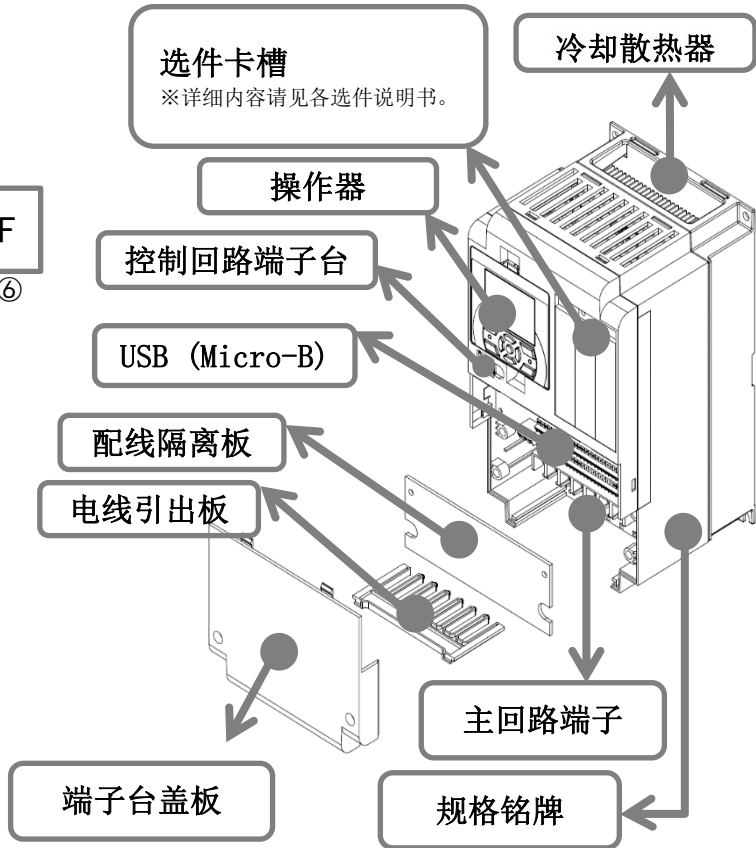 选件卡槽
※详细内容请见各选件说明书。
冷却散热器
操作器
F
⑥
控制回路端子台
USB (Micro-B)
配线隔离板
电线引出板
主回路端子
端子台盖板
规格铭牌